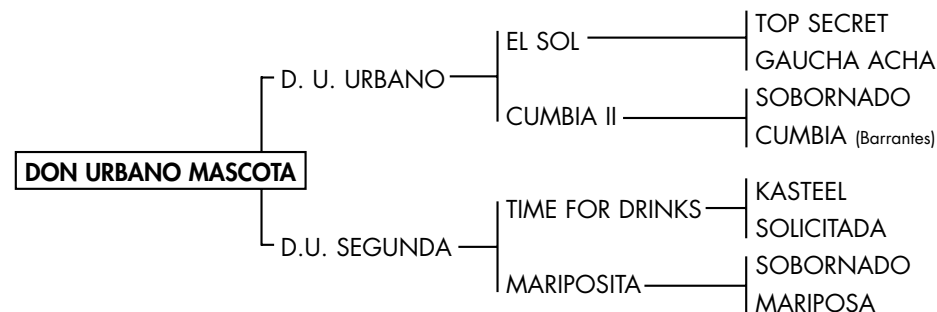 TOP SECRET
EL SOL
GAUCHA ACHA
D. U. URBANO
SOBORNADO
CUMBIA II
CUMBIA (Barrantes)
DON URBANO MASCOTA
KASTEEL
TIME FOR DRINKS
SOLICITADA
D.U. SEGUNDA
SOBORNADO
MARIPOSITA
MARIPOSA